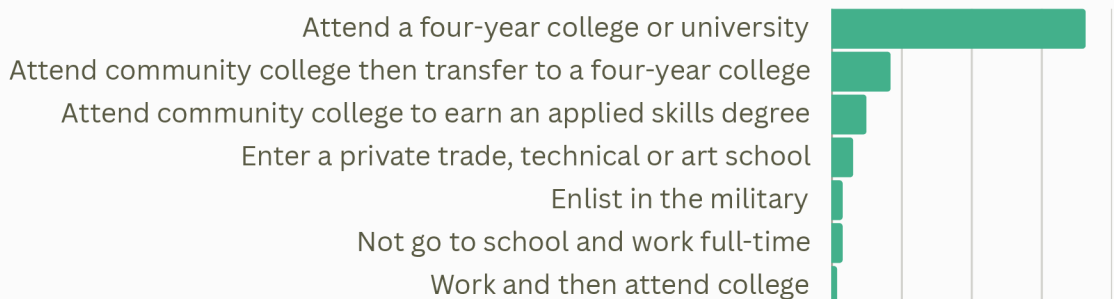 Attend a four-year college or university
Attend community college then transfer to a four-year college
Attend community college to earn an applied skills degree
Enter a private trade, technical or art school
Enlist in the military
Not go to school and work full-time
Work and then attend college